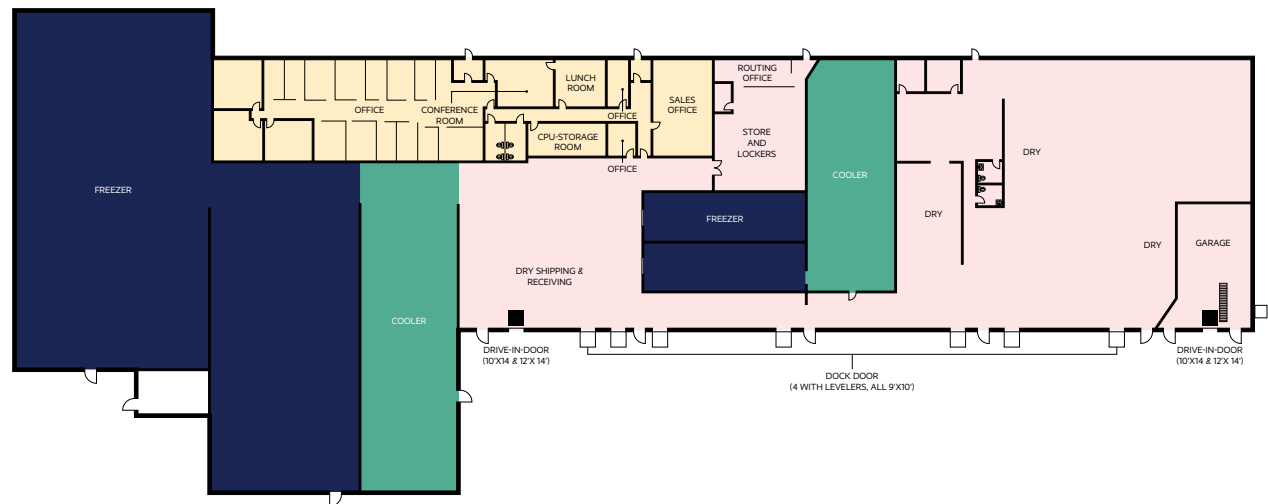 ROUTING
OFFICE
LUNCH
ROOM
SALES
OFFICE
OFFICE
CONFERENCE
ROOM
OFFICE
CPU-STORAGE
ROOM
STORE
AND
LOCKERS
DRY
OFFICE
COOLER
FREEZER
FREEZER
DRY
DRY
GARAGE
DRY SHIPPING &
RECEIVING
COOLER
DRIVE-IN-DOOR
(10'X14 & 12'X 14')
DRIVE-IN-DOOR
(10'X14 & 12'X 14')
DOCK DOOR
(4 WITH LEVELERS, ALL 9'X10')